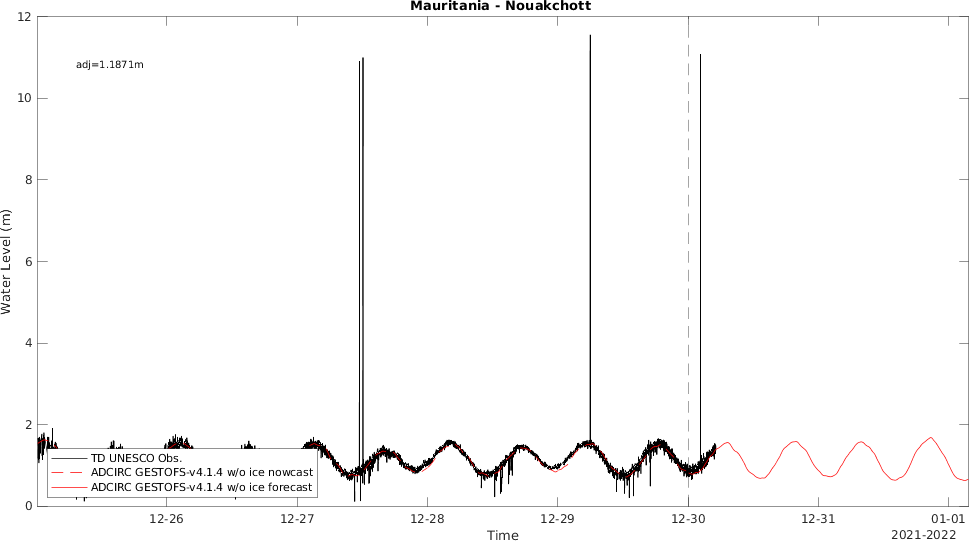 Mauritania - Nouakchott
adj=1.1871m
Water Level (m)
12
10
8
6
4
2
0
TD UNESCO Obs.
ADCIRC GESTOFS-v4.1.4 w/o ice nowcast
ADCIRC GESTOFS-v4.1.4 w/o ice forecast
12-26 12-27 12-28 12-29 12-30 12-31 01-01
Time
2021-2022